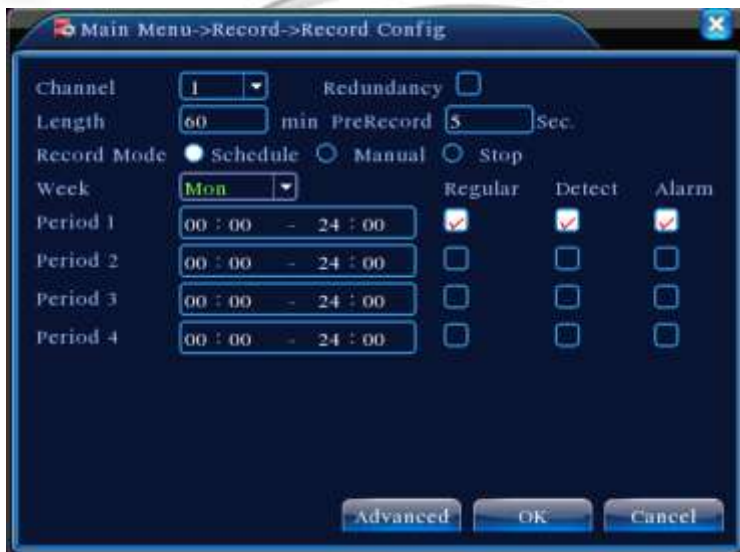 Main Menu->Record->Record Config
Channel 1 Redundancy
Length 60 min PreRecord 5 Sec.
Record Mode Schedule Manual Stop
Week Mon Regular Detect Alarm
Period 1 00 : 00 - 24 : 00
Period 2 00 : 00 - 24 : 00
Period 3 00 : 00 - 24 : 00
Period 4 00 : 00 - 24 : 00
Advanced OK Cancel